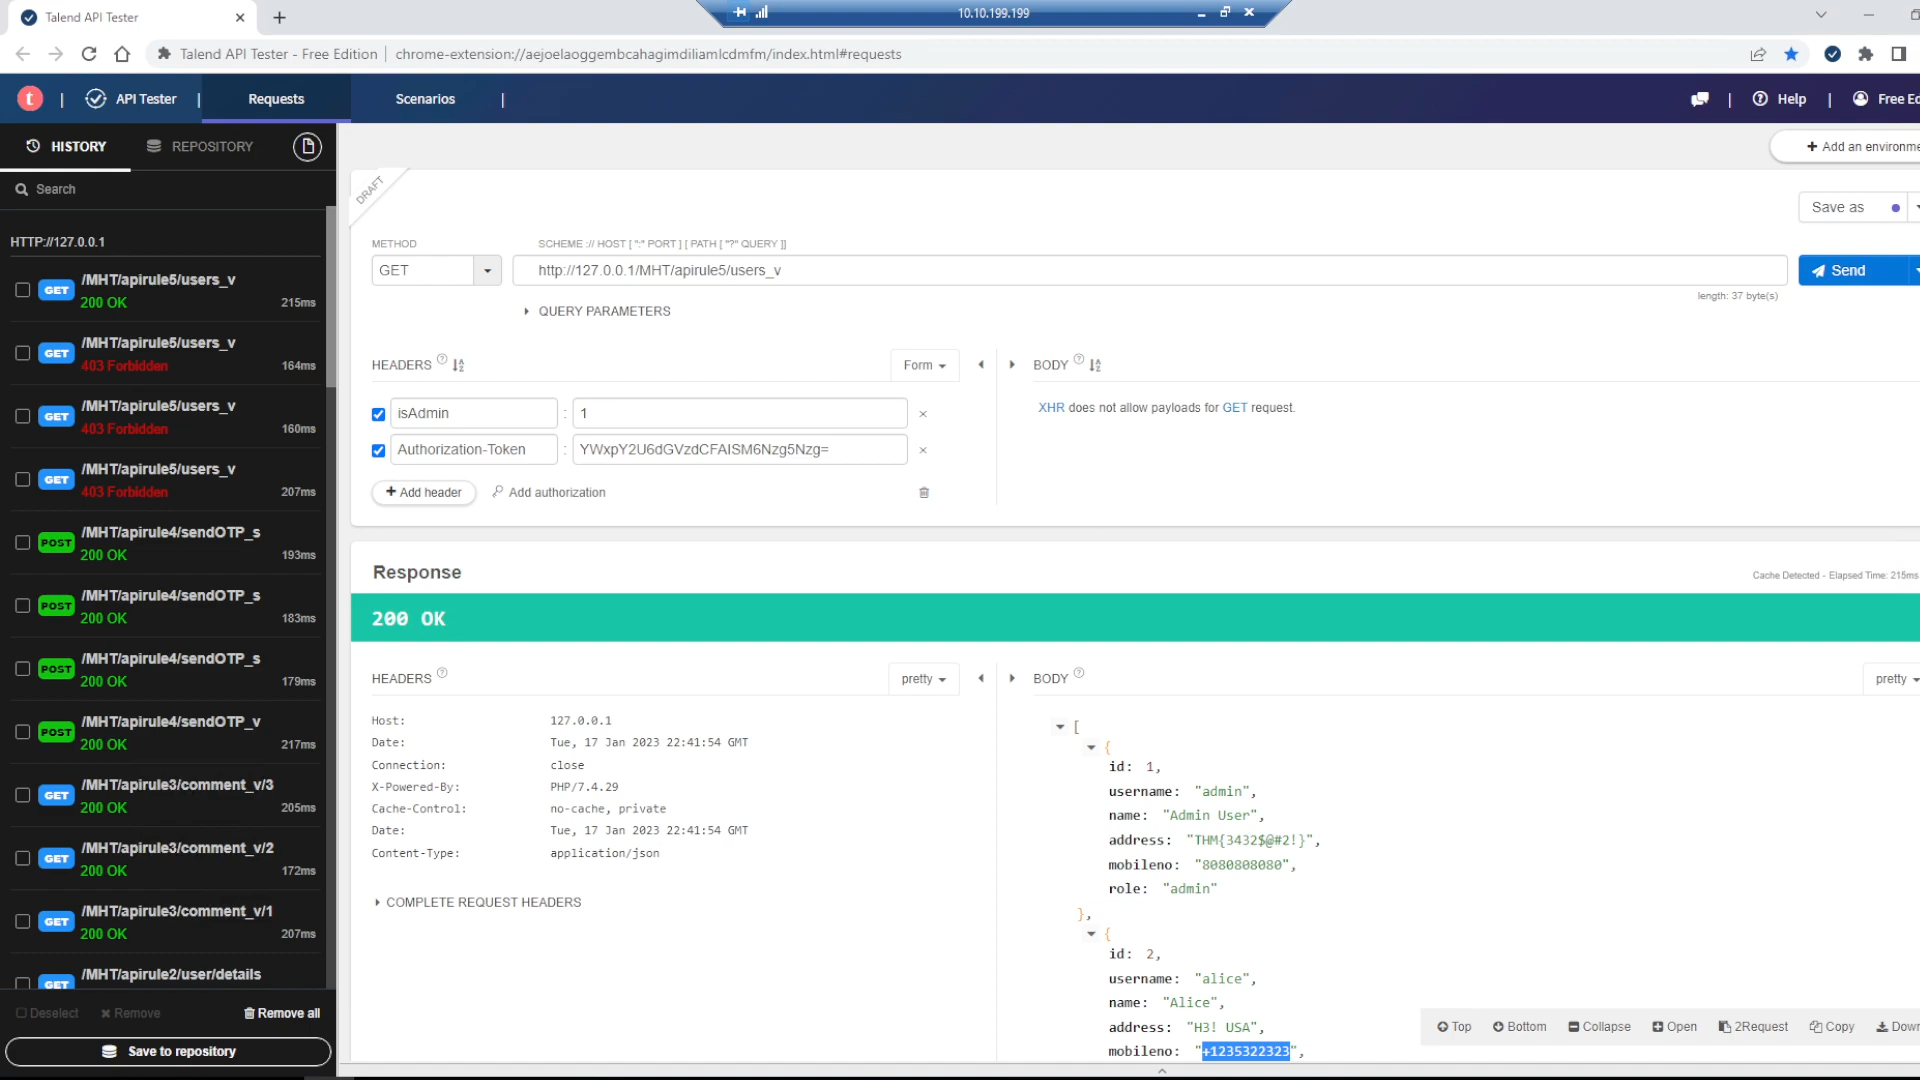 Talend API Tester
10.10.199.199
Talend API Tester - Free Edition
chrome-extension://aejoelaoggembcahagimdiliamlcdmfm/index.html#requests
t | API Tester | Requests Scenarios |
| Help | Free Ed
HISTORY REPOSITORY
Add an environme
Search
DRAFT
Save as
HTTP://127.0.0.1
METHOD
SCHEME :// HOST [ ":" PORT ] [ PATH [ "?" QUERY ]]
GET
http://127.0.0.1/MHT/apirule5/users_v
Send
length: 37 byte(s)
QUERY PARAMETERS
GET /MHT/apirule5/users_v
200 OK 215ms
GET /MHT/apirule5/users_v
403 Forbidden 164ms
GET /MHT/apirule5/users_v
403 Forbidden 160ms
GET /MHT/apirule5/users_v
403 Forbidden 207ms
POST /MHT/apirule4/sendOTP_s
200 OK 193ms
POST /MHT/apirule4/sendOTP_s
200 OK 183ms
POST /MHT/apirule4/sendOTP_s
200 OK 179ms
POST /MHT/apirule4/sendOTP_v
200 OK 217ms
GET /MHT/apirule3/comment_v/3
200 OK 205ms
GET /MHT/apirule3/comment_v/2
200 OK 172ms
GET /MHT/apirule3/comment_v/1
200 OK 207ms
GET /MHT/apirule2/user/details
Deselect Remove Remove all
Save to repository
HEADERS ? Form
isAdmin : 1 ×
Authorization-Token : YWxpY2U6dGVzdCFAISM6Nzg5Nzg= ×
Add header Add authorization
BODY ?
XHR does not allow payloads for GET request.
Response
Cache Detected - Elapsed Time: 215ms
200 OK
HEADERS ? pretty
Host: 127.0.0.1
Date: Tue, 17 Jan 2023 22:41:54 GMT
Connection: close
X-Powered-By: PHP/7.4.29
Cache-Control: no-cache, private
Date: Tue, 17 Jan 2023 22:41:54 GMT
Content-Type: application/json
COMPLETE REQUEST HEADERS
BODY ? pretty
[
{
id: 1,
username: "admin",
name: "Admin User",
address: "THM{3432$@#2!}",
mobileno: "8080808080",
role: "admin"
},
{
id: 2,
username: "alice",
name: "Alice",
address: "H3! USA",
mobileno: "+1235322323",
Top Bottom Collapse Open 2Request Copy Down